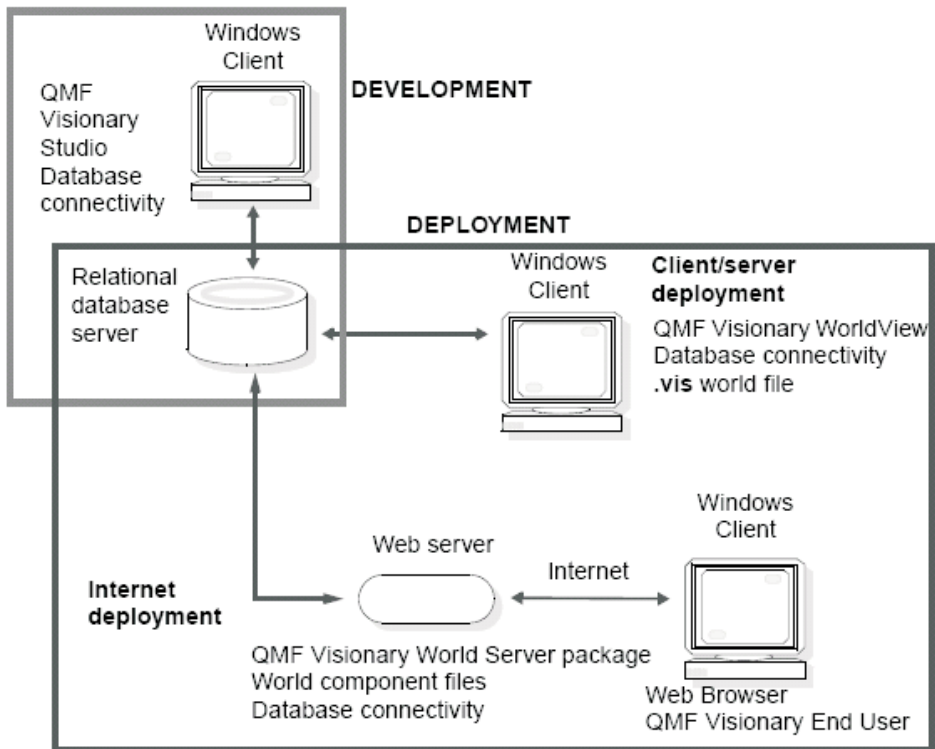 Windows
Client
DEVELOPMENT
QMF
Visionary
Studio
Database
connectivity
DEPLOYMENT
Relational
database
server
Windows
Client
Client/server
deployment
QMF Visionary WorldView
Database connectivity
.vis world file
Windows
Client
Web server
Internet
Internet
deployment
QMF Visionary World Server package
World component files
Database connectivity
Web Browser
QMF Visionary End User